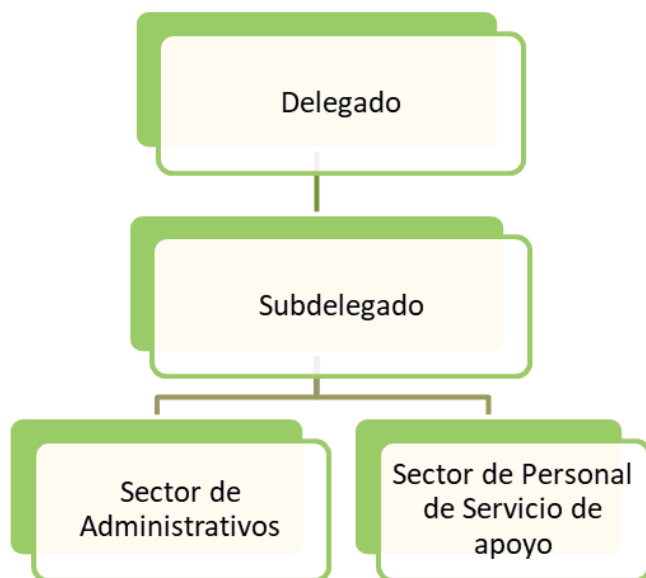 Delegado
Subdelegado
Sector de
Administrativos
Sector de Personal
de Servicio de
apoyo